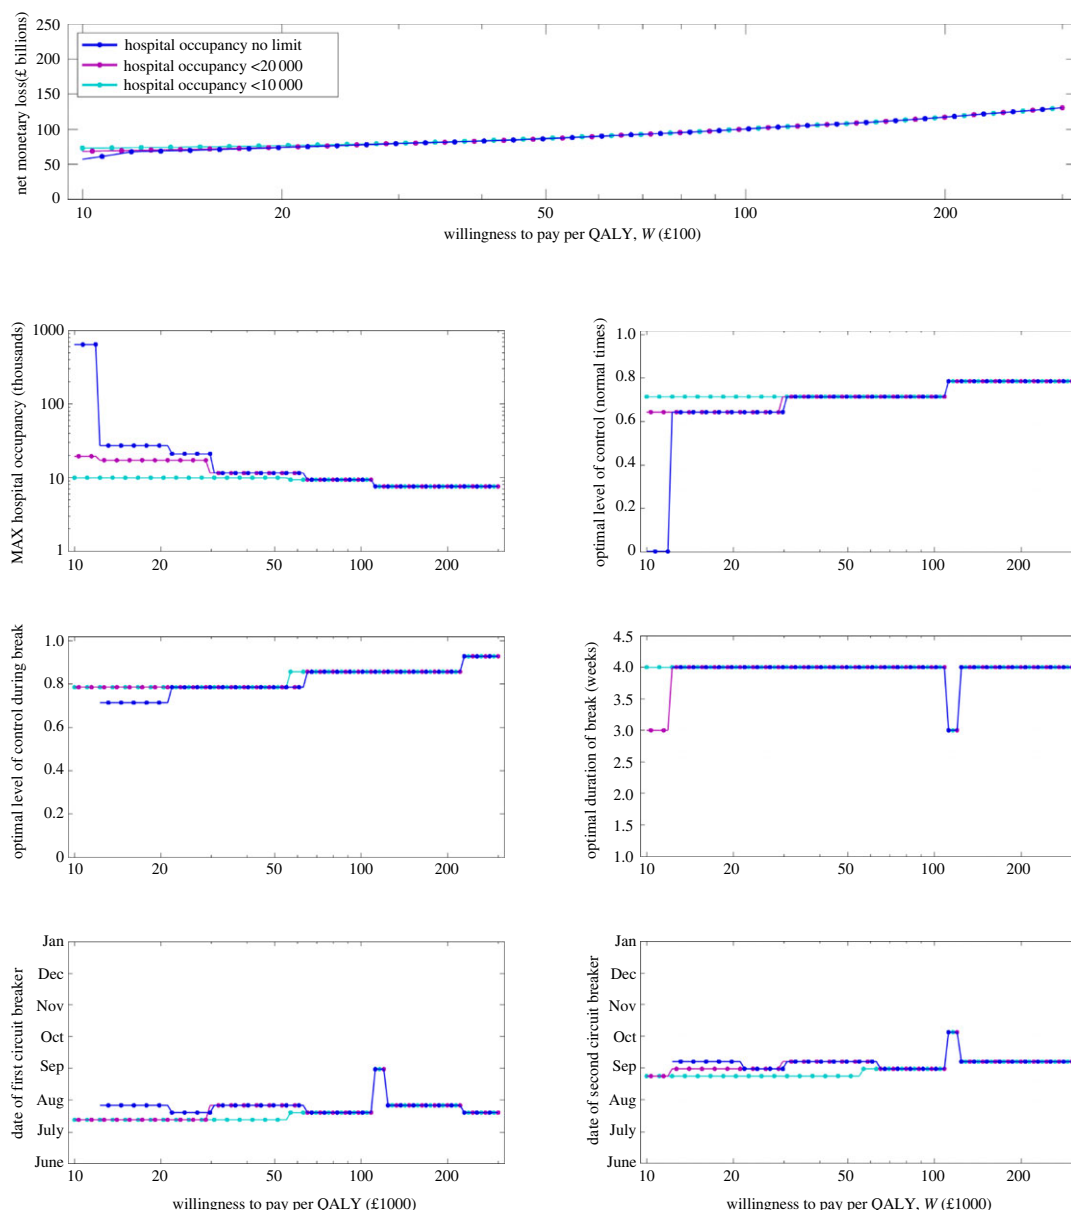 net monetary loss(£ billions)
250
200
150
100
50
0
hospital occupancy no limit
hospital occupancy <20 000
hospital occupancy <10 000
10 20 50 100 200
willingness to pay per QALY, W (£100)
MAX hospital occupancy (thousands)
1000
100
10
1
10 20 50 100 200
optimal level of control (normal times)
1.0
0.8
0.6
0.4
0.2
0
10 20 50 100 200
optimal level of control during break
1.0
0.8
0.6
0.4
0.2
0
10 20 50 100 200
optimal duration of break (weeks)
4.5
4.0
3.5
3.0
2.5
2.0
1.5
1.0
10 20 50 100 200
date of first circuit breaker
Jan
Dec
Nov
Oct
Sep
Aug
July
June
10 20 50 100 200
willingness to pay per QALY (£1000)
date of second circuit breaker
Jan
Dec
Nov
Oct
Sep
Aug
July
June
10 20 50 100 200
willingness to pay per QALY, W (£1000)